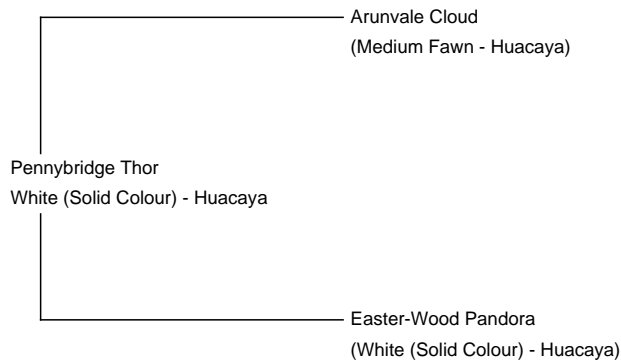 Arunvale Cloud
(Medium Fawn - Huacaya)
Pennybridge Thor
White (Solid Colour) - Huacaya
Easter-Wood Pandora
(White (Solid Colour) - Huacaya)